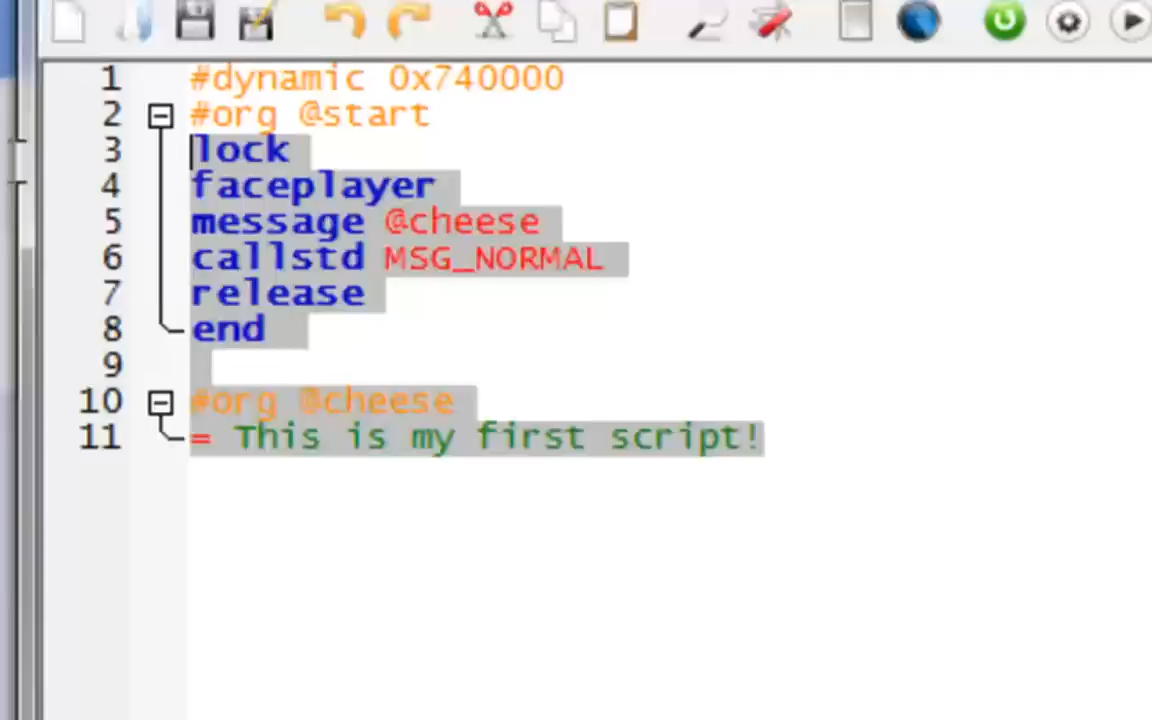 1 #dynamic 0x740000
2 #org @start
3 lock
4 faceplayer
5 message @cheese
6 callstd MSG_NORMAL
7 release
8 end
9
10 #org @cheese
11 = This is my first script!